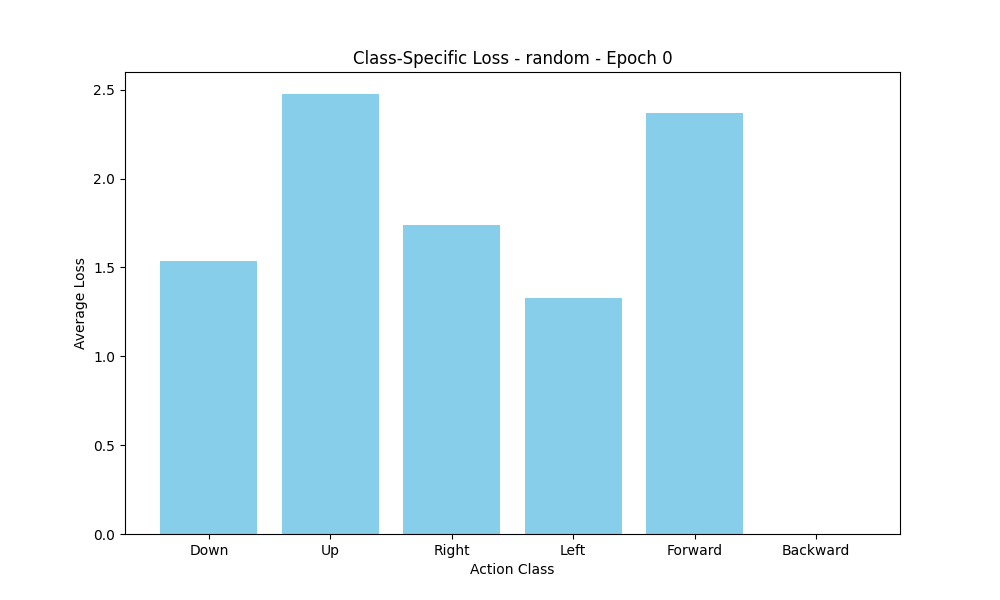 Class-Specific Loss - random - Epoch 0
2.5
2.0
1.5
1.0
0.5
0.0
Average Loss
Down Up Right Left Forward Backward
Action Class